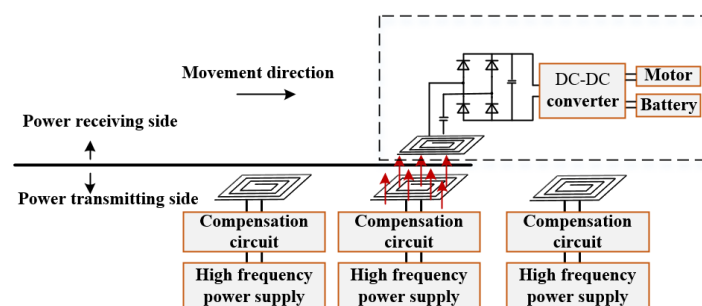 Movement direction
DC-DC
converter
Motor
Battery
Power receiving side
Power transmitting side
Compensation
circuit
High frequency
power supply
Compensation
circuit
High frequency
power supply
Compensation
circuit
High frequency
power supply